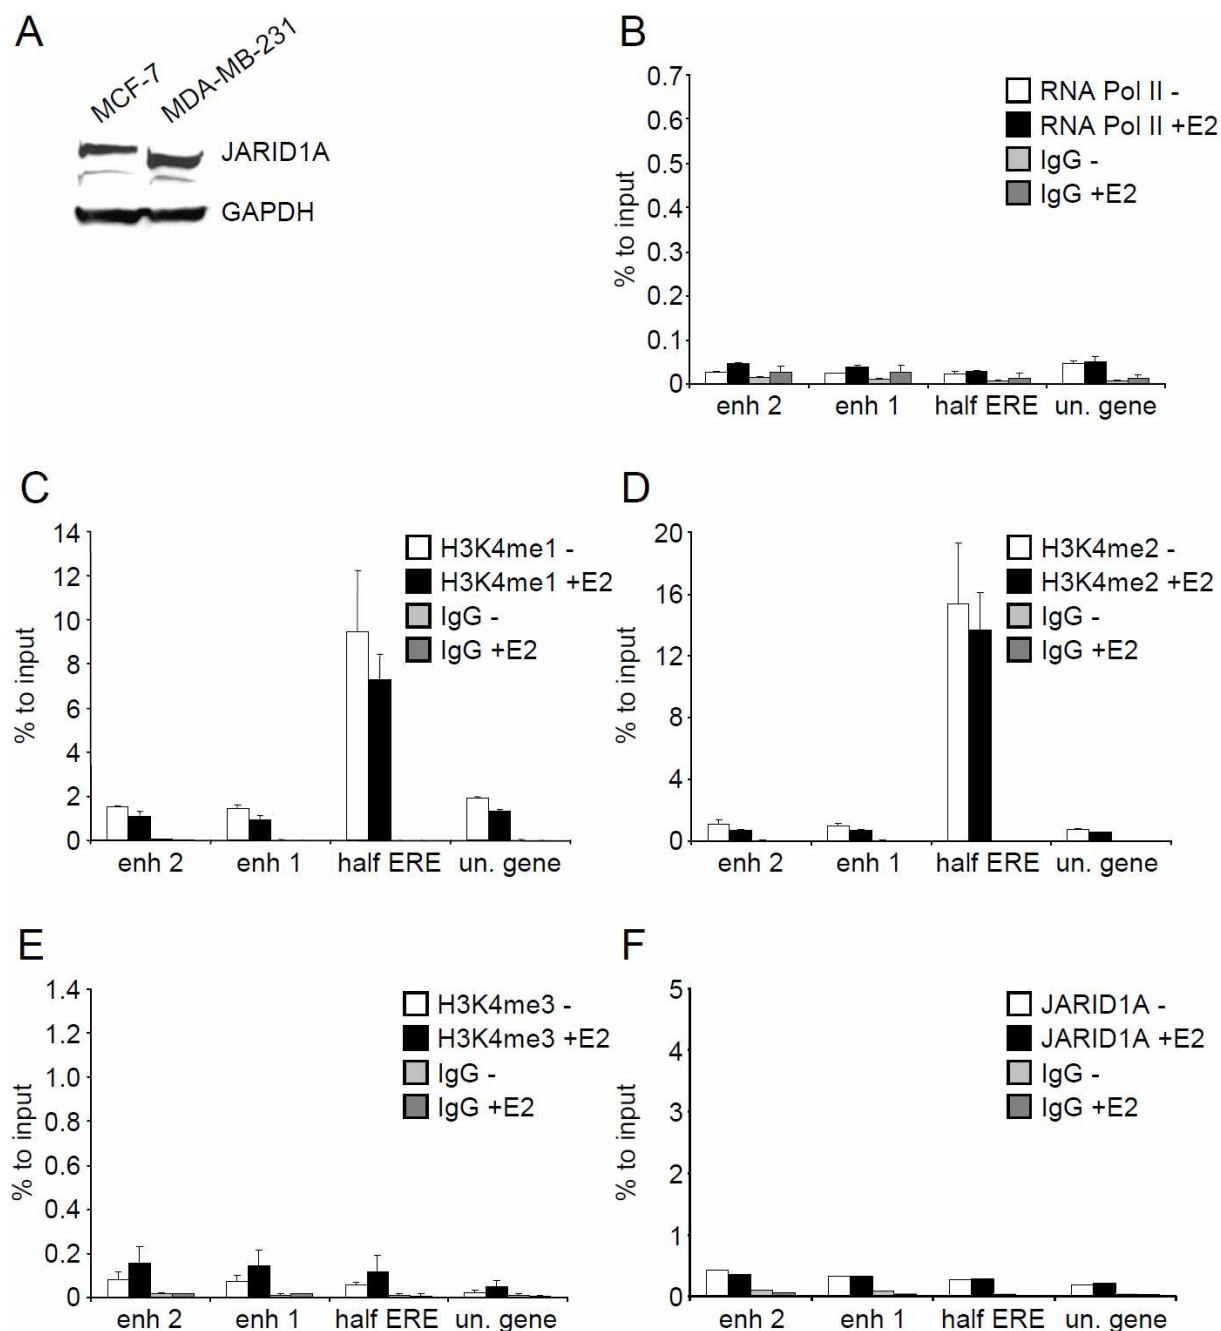 A
MCF-7
MDA-MB-231
JARID1A
GAPDH
B
% to input
0.7
0.6
0.5
0.4
0.3
0.2
0.1
0
RNA Pol II -
RNA Pol II +E2
IgG -
IgG +E2
enh 2 enh 1 half ERE un. gene
C
% to input
14
12
10
8
6
4
2
0
H3K4me1 -
H3K4me1 +E2
IgG -
IgG +E2
enh 2 enh 1 half ERE un. gene
D
% to input
20
16
12
8
4
0
H3K4me2 -
H3K4me2 +E2
IgG -
IgG +E2
enh 2 enh 1 half ERE un. gene
E
% to input
1.4
1.2
1.0
0.8
0.6
0.4
0.2
0
H3K4me3 -
H3K4me3 +E2
IgG -
IgG +E2
enh 2 enh 1 half ERE un. gene
F
% to input
5
4
3
2
1
0
JARID1A -
JARID1A +E2
IgG -
IgG +E2
enh 2 enh 1 half ERE un. gene